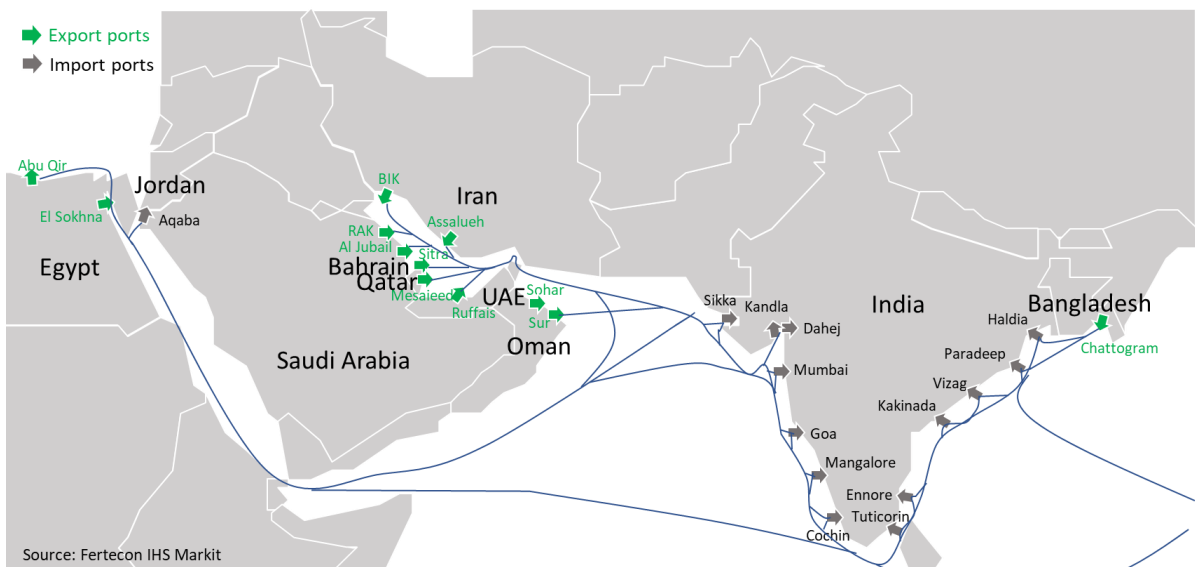 Export ports
Import ports
Abu Qir
Jordan
El Sokhna
Aqaba
Egypt
BIK
Iran
RAK
Assalueh
Al Jubail
Sitra
Bahrain
Qatar
Mesaieed
Ruffais
UAE
Sohar
Sur
Oman
Saudi Arabia
Sikka
Kandla
Dahej
India
Bangladesh
Haldia
Chattogram
Paradeep
Mumbai
Vizag
Kakinada
Goa
Mangalore
Ennore
Tuticorin
Cochin
Source: Fertecon IHS Markit